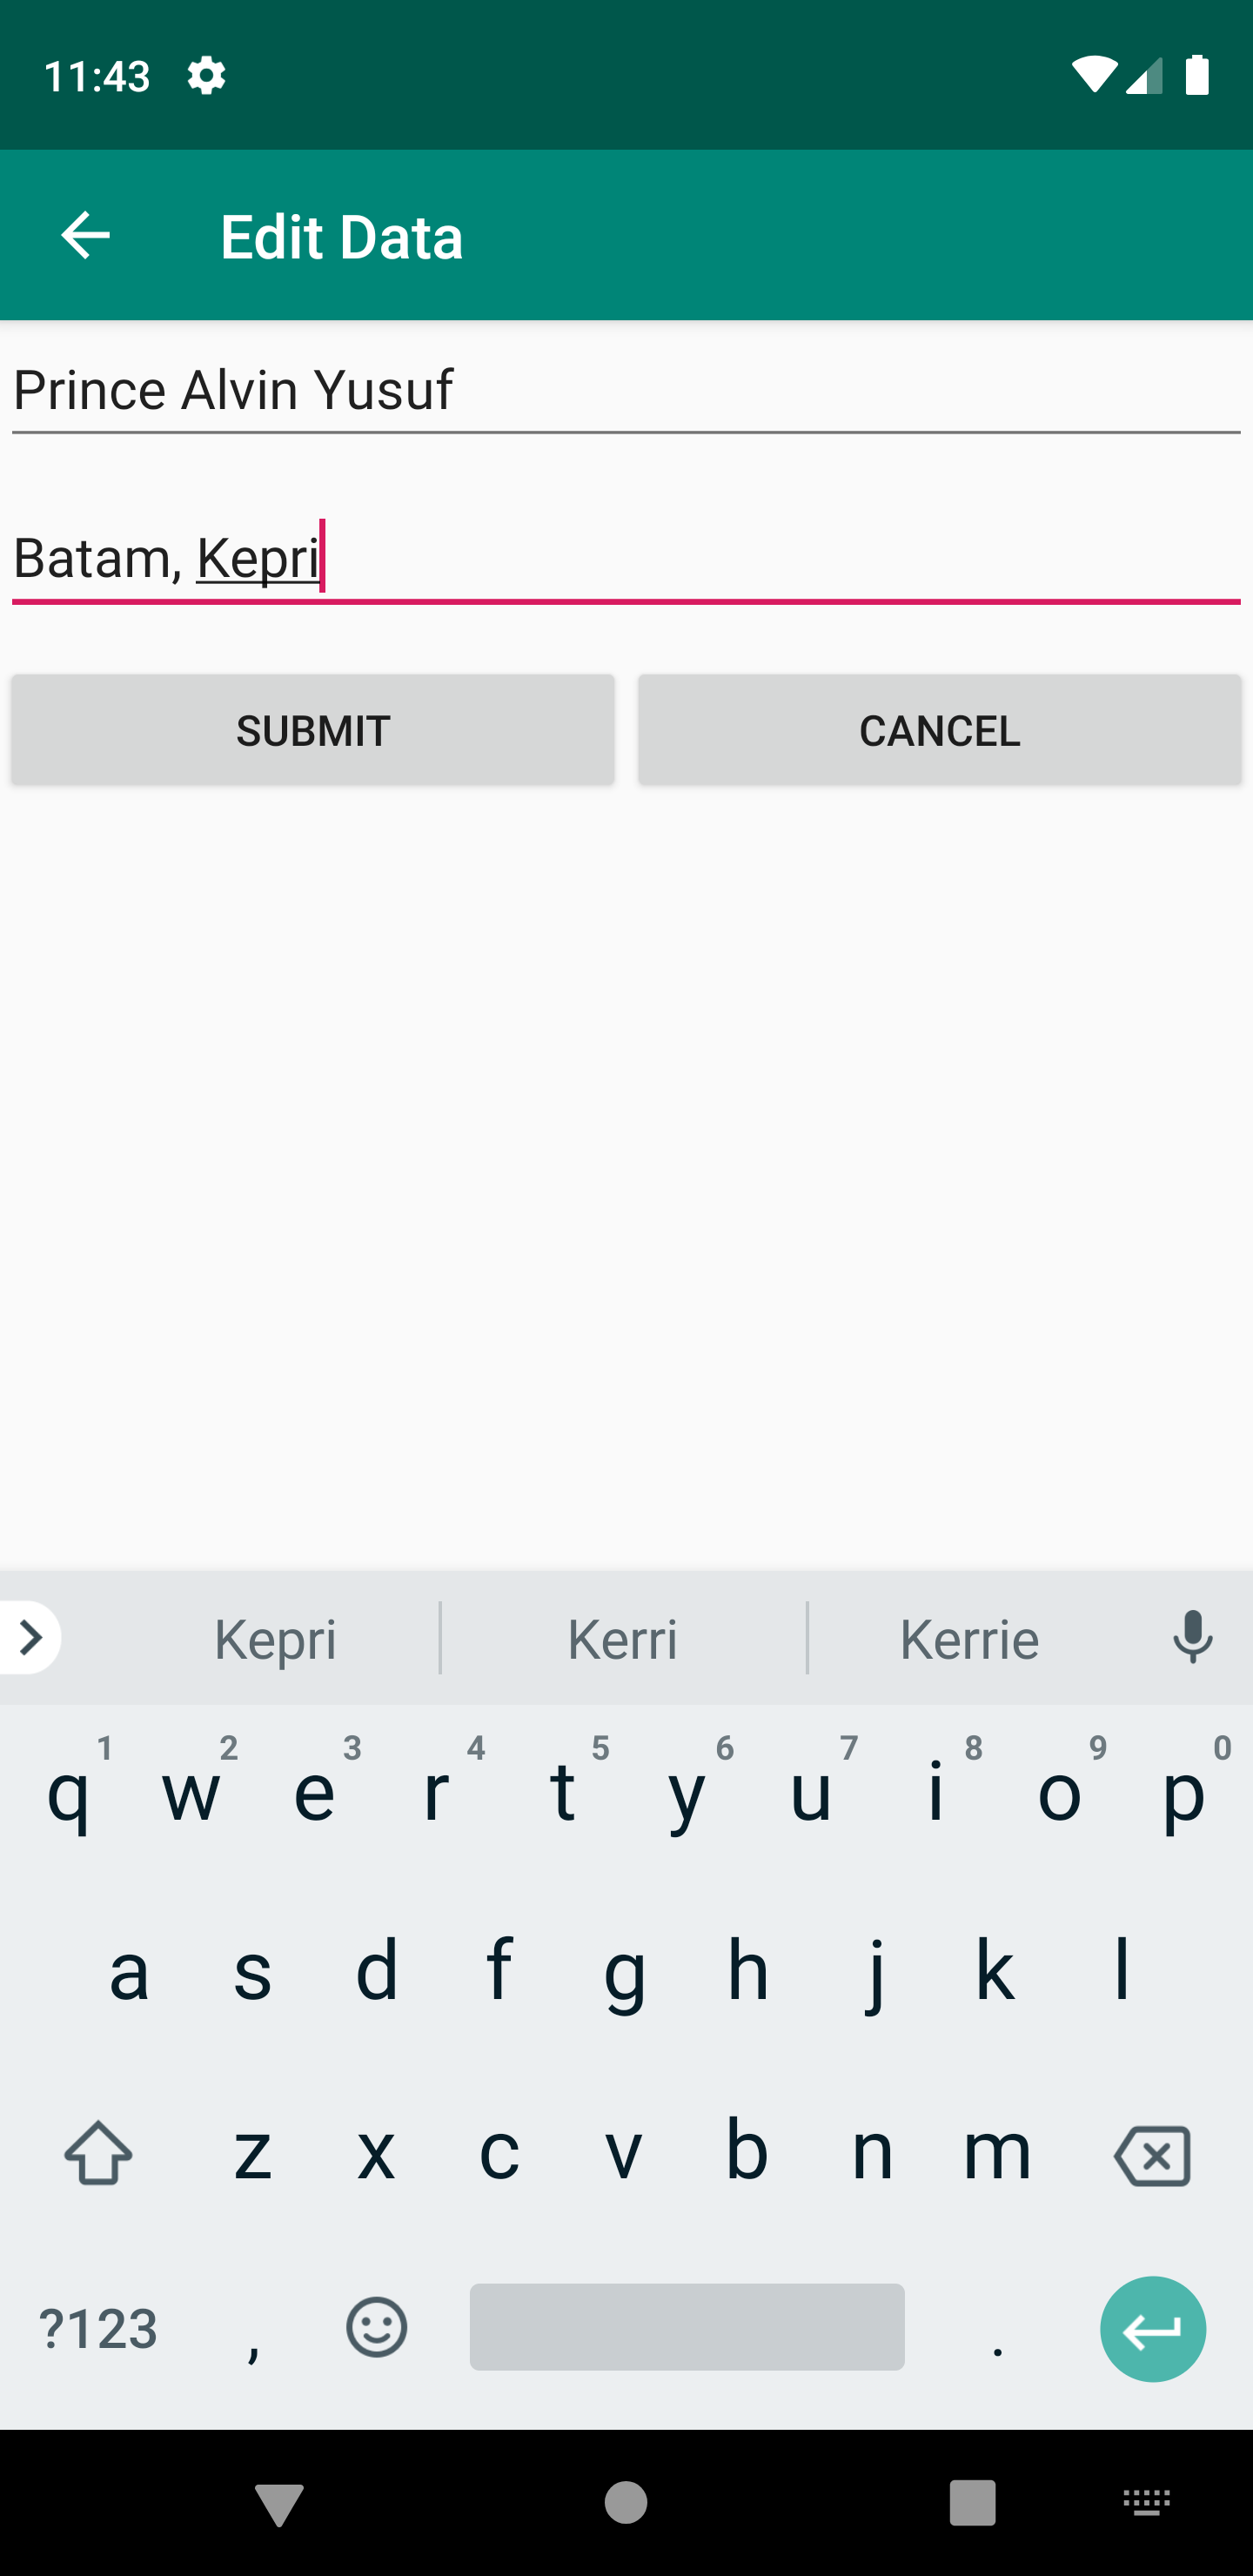 11:43
Edit Data
Prince Alvin Yusuf
Batam, Kepri
SUBMIT CANCEL
Kepri Kerri Kerrie
1 2 3 4 5 6 7 8 9 0
q w e r t y u i o p
a s d f g h j k l
z x c v b n m
?123 , .